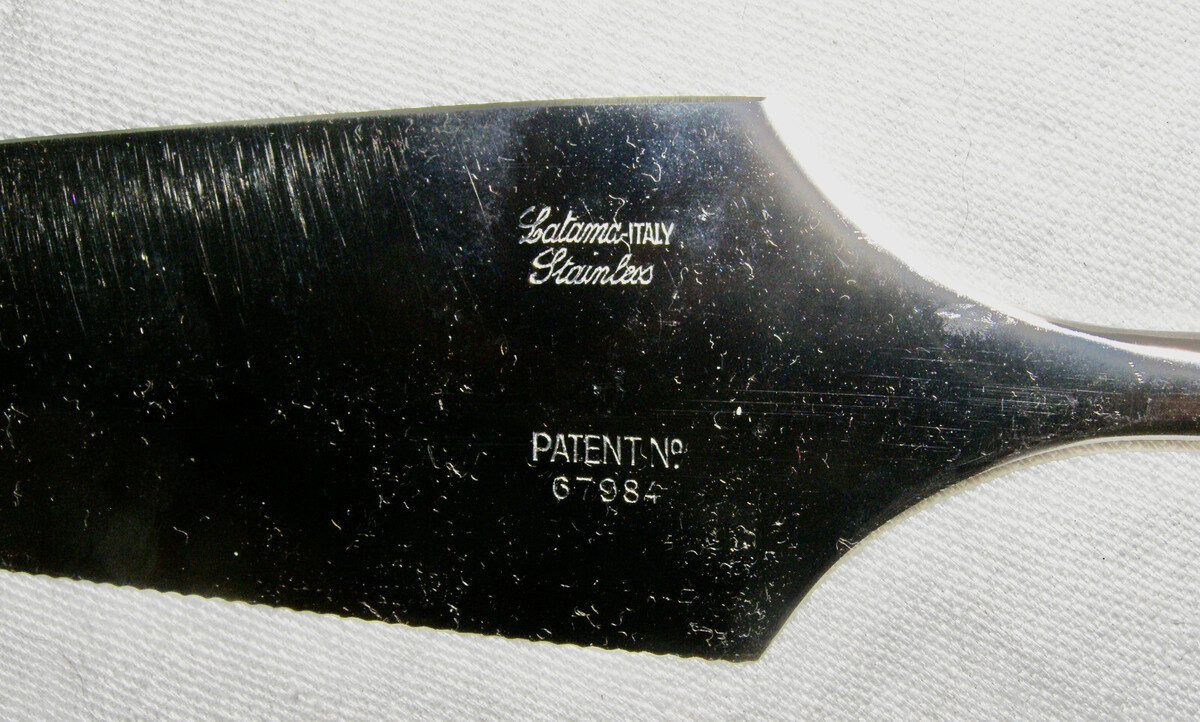 Latama-ITALY
Stainless
PATENT Nº
67984